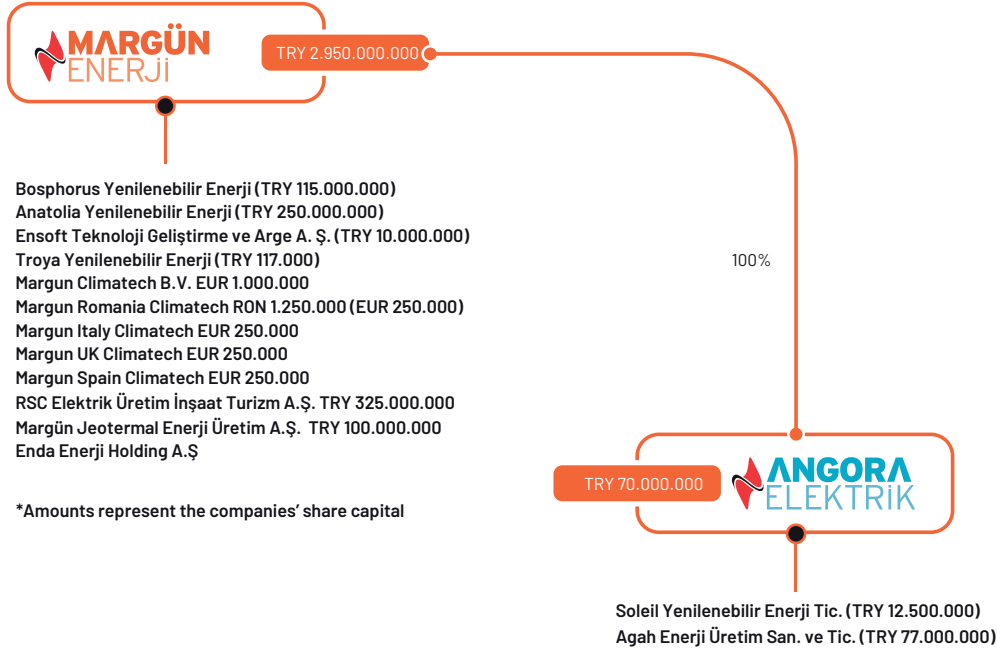 MARGÜN
ENERJİ
TRY 2.950.000.000
Bosphorus Yenilenebilir Enerji (TRY 115.000.000)
Anatolia Yenilenebilir Enerji (TRY 250.000.000)
Ensoft Teknoloji Geliştirme ve Arge A. Ş. (TRY 10.000.000)
Troya Yenilenebilir Enerji (TRY 117.000)
Margun Climatech B.V. EUR 1.000.000
Margun Romania Climatech RON 1.250.000 (EUR 250.000)
Margun Italy Climatech EUR 250.000
Margun UK Climatech EUR 250.000
Margun Spain Climatech EUR 250.000
RSC Elektrik Üretim İnşaat Turizm A.Ş. TRY 325.000.000
Margün Jeotermal Enerji Üretim A.Ş. TRY 100.000.000
Enda Enerji Holding A.Ş
*Amounts represent the companies’ share capital
100%
TRY 70.000.000
ANGORA
ELEKTRİK
Soleil Yenilenebilir Enerji Tic. (TRY 12.500.000)
Agah Enerji Üretim San. ve Tic. (TRY 77.000.000)